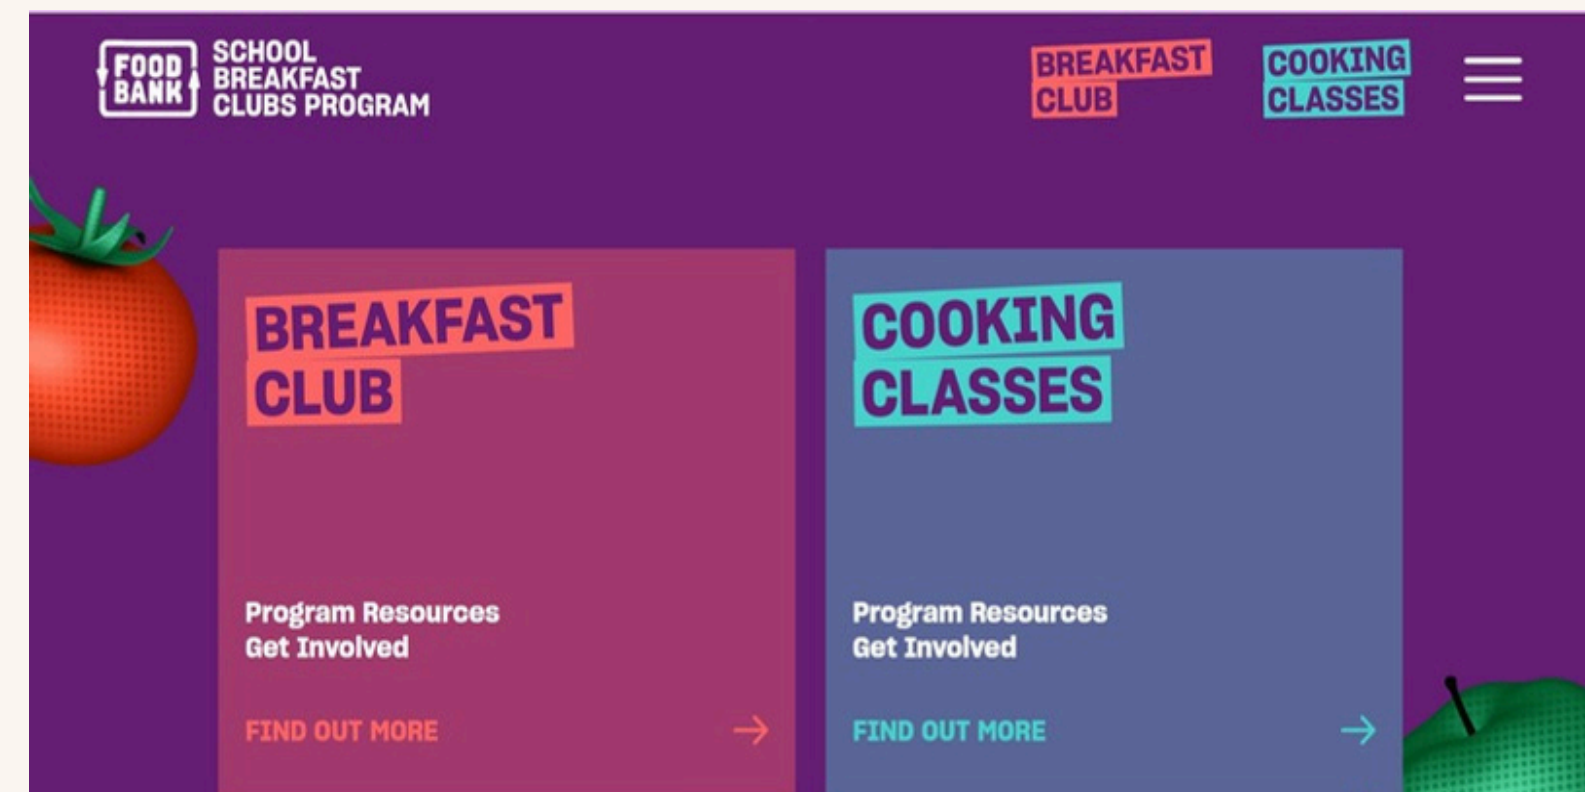 FOOD
BANK
SCHOOL
BREAKFAST
CLUBS PROGRAM
BREAKFAST
CLUB
COOKING
CLASSES
BREAKFAST
CLUB
Program Resources
Get Involved
FIND OUT MORE
COOKING
CLASSES
Program Resources
Get Involved
FIND OUT MORE